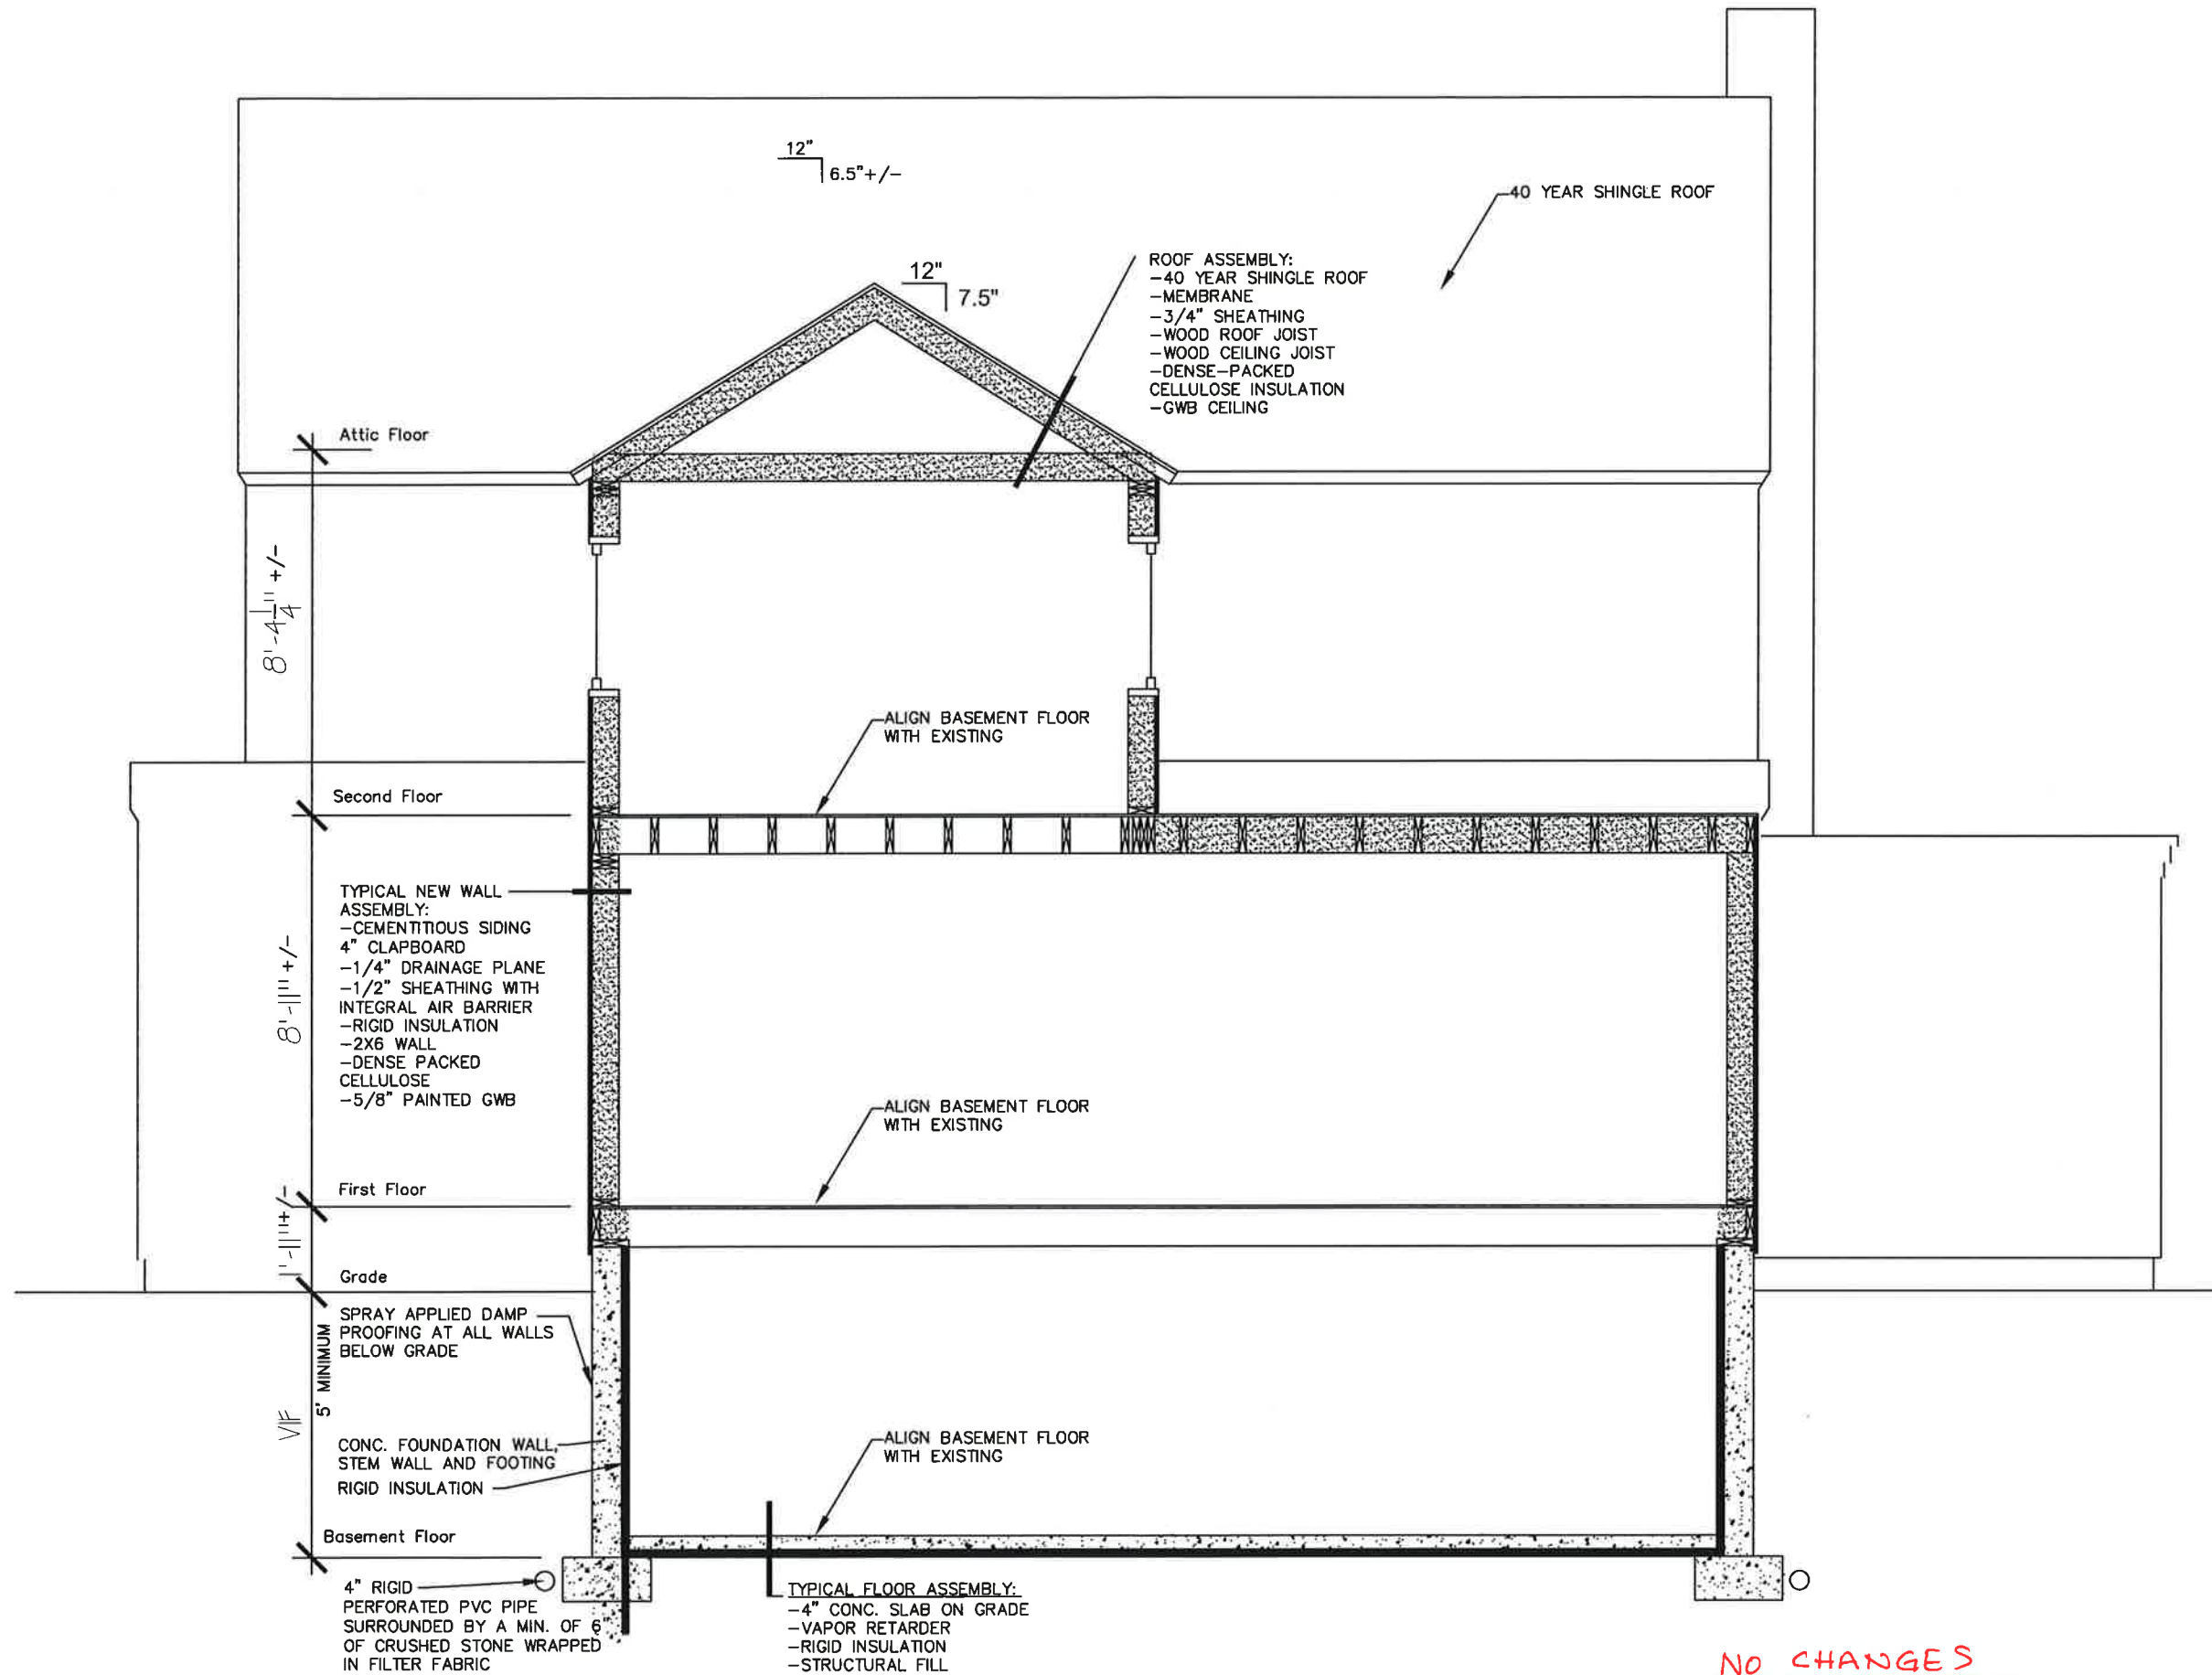 12"
6.5"+/-
40 YEAR SHINGLE ROOF
12"
7.5"
ROOF ASSEMBLY:
-40 YEAR SHINGLE ROOF
-MEMBRANE
-3/4" SHEATHING
-WOOD ROOF JOIST
-WOOD CEILING JOIST
-DENSE-PACKED
CELLULOSE INSULATION
-GWB CEILING
Attic Floor
8'-4 1/4" +/-
ALIGN BASEMENT FLOOR
WITH EXISTING
Second Floor
TYPICAL NEW WALL
ASSEMBLY:
-CEMENTITIOUS SIDING
4" CLAPBOARD
-1/4" DRAINAGE PLANE
-1/2" SHEATHING WITH
INTEGRAL AIR BARRIER
-RIGID INSULATION
-2X6 WALL
-DENSE PACKED
CELLULOSE
-5/8" PAINTED GWB
8'-11" +/-
ALIGN BASEMENT FLOOR
WITH EXISTING
First Floor
1'-11"+/-
Grade
SPRAY APPLIED DAMP
PROOFING AT ALL WALLS
BELOW GRADE
5' MINIMUM
VIF
CONC. FOUNDATION WALL,
STEM WALL AND FOOTING
RIGID INSULATION
ALIGN BASEMENT FLOOR
WITH EXISTING
Basement Floor
4" RIGID
PERFORATED PVC PIPE
SURROUNDED BY A MIN. OF 6"
OF CRUSHED STONE WRAPPED
IN FILTER FABRIC
TYPICAL FLOOR ASSEMBLY:
-4" CONC. SLAB ON GRADE
-VAPOR RETARDER
-RIGID INSULATION
-STRUCTURAL FILL
NO CHANGES